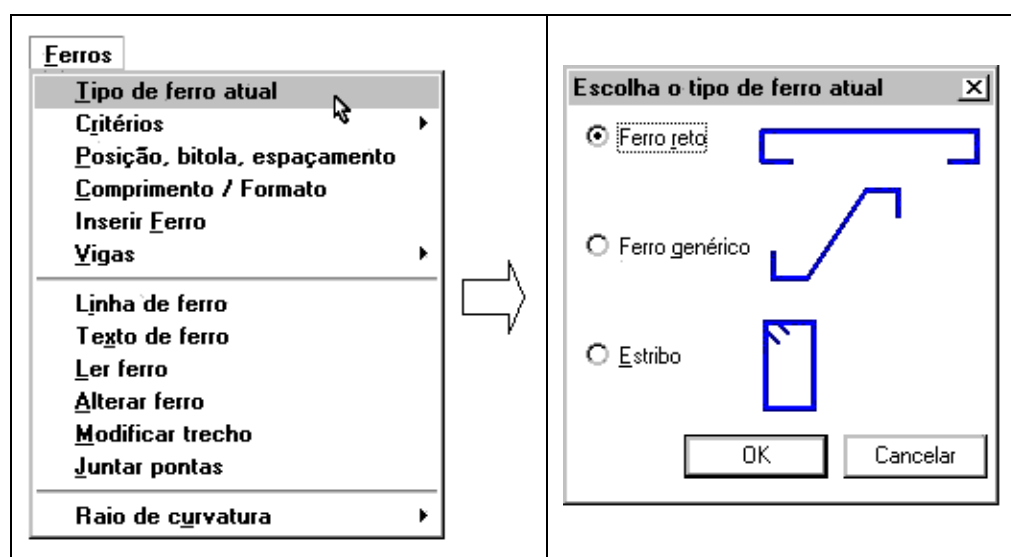 Ferros
Tipo de ferro atual
Critérios
Posição, bitola, espaçamento
Comprimento / Formato
Inserir Ferro
Vigas
Linha de ferro
Texto de ferro
Ler ferro
Alterar ferro
Modificar trecho
Juntar pontas
Raio de curvatura
Escolha o tipo de ferro atual
Ferro reto
Ferro genérico
Estribo
OK Cancelar